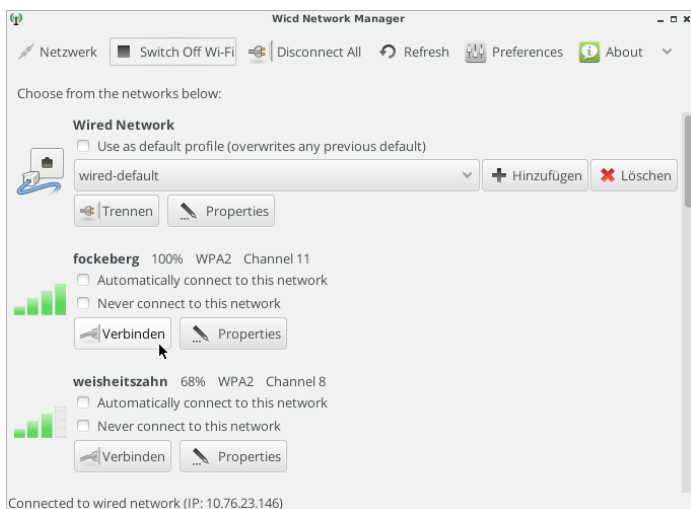 Wicd Network Manager
Netzwerk Switch Off Wi-Fi Disconnect All Refresh Preferences About
Choose from the networks below:
Wired Network
Use as default profile (overwrites any previous default)
wired-default Hinzufügen Löschen
Trennen Properties
fockeberg 100% WPA2 Channel 11
Automatically connect to this network
Never connect to this network
Verbinden Properties
weisheitszahn 68% WPA2 Channel 8
Automatically connect to this network
Never connect to this network
Verbinden Properties
Connected to wired network (IP: 10.76.23.146)